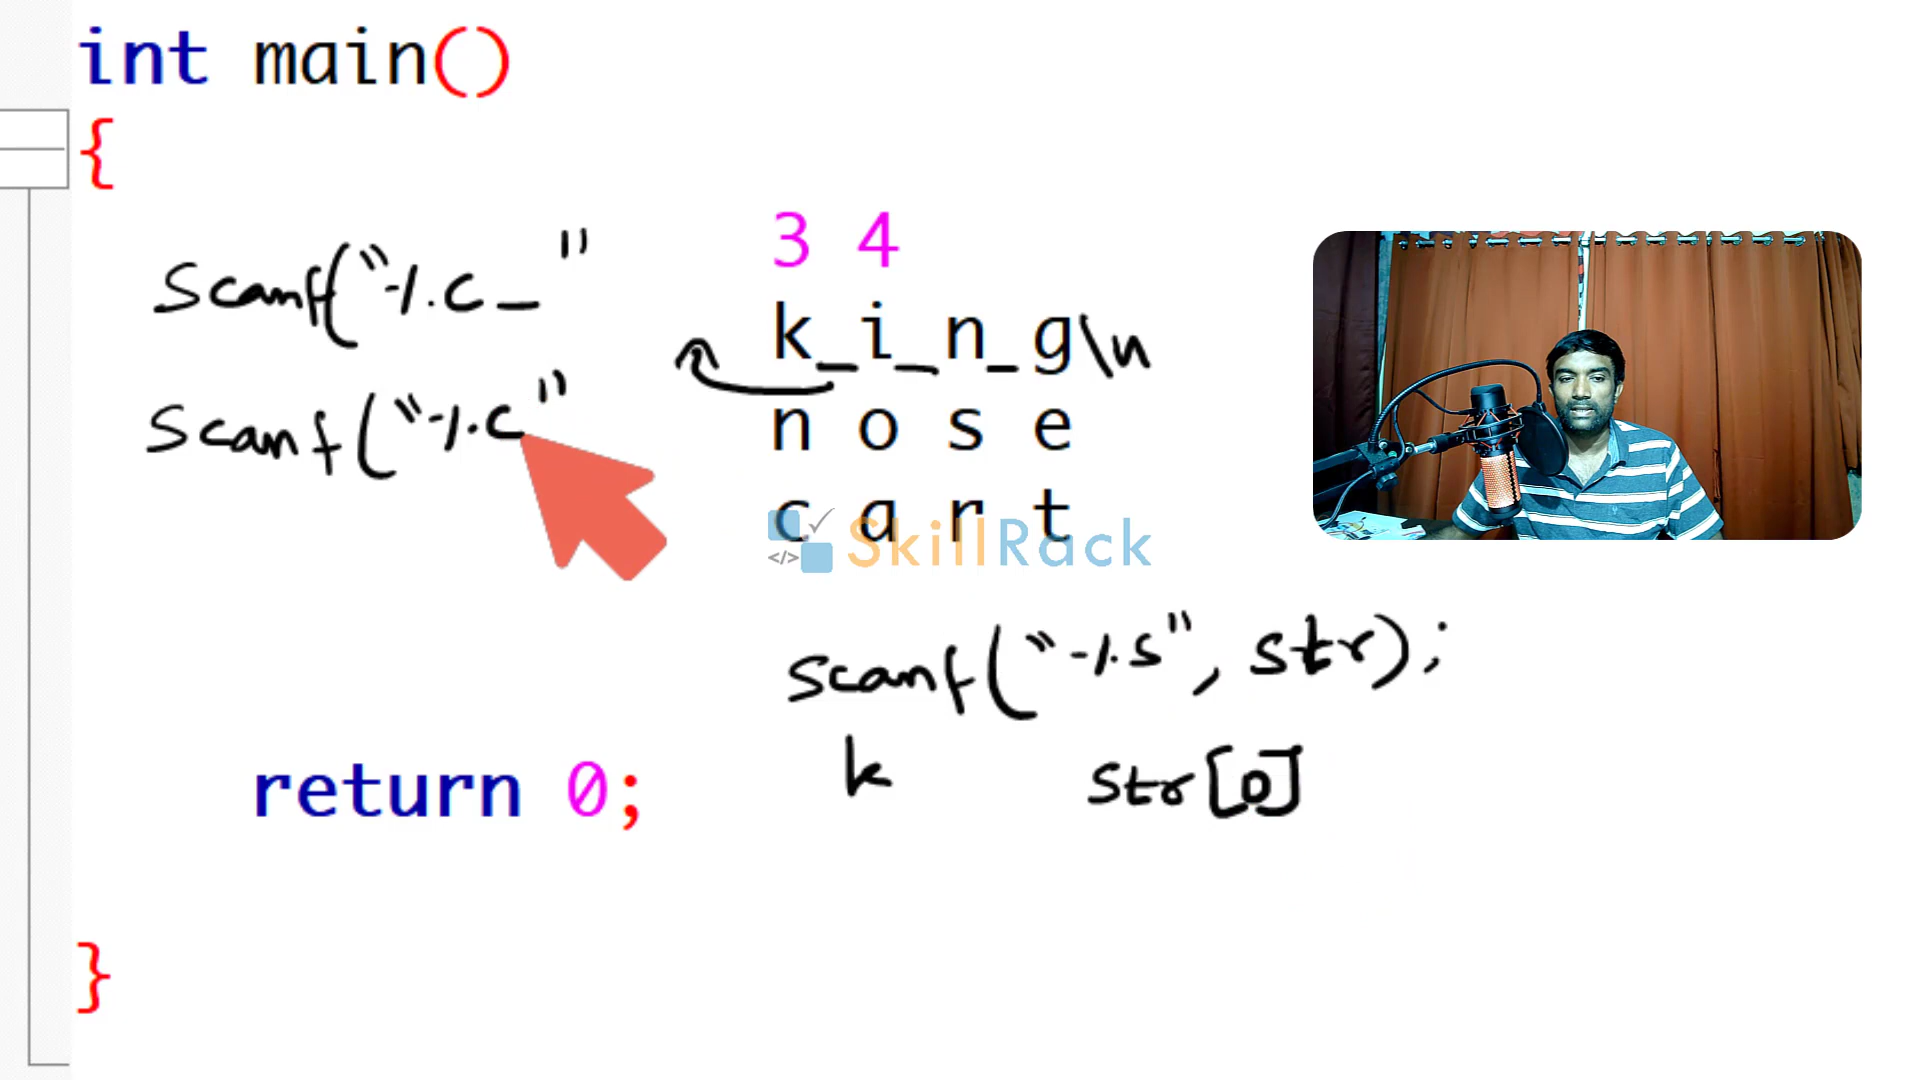 int main()
{
scanf("%c_"
3 4
k_i_n_g\n
scanf("%c"
n o s e
c a r t
SkillRack
scanf("%s", str);
k str[0]
return 0;
}